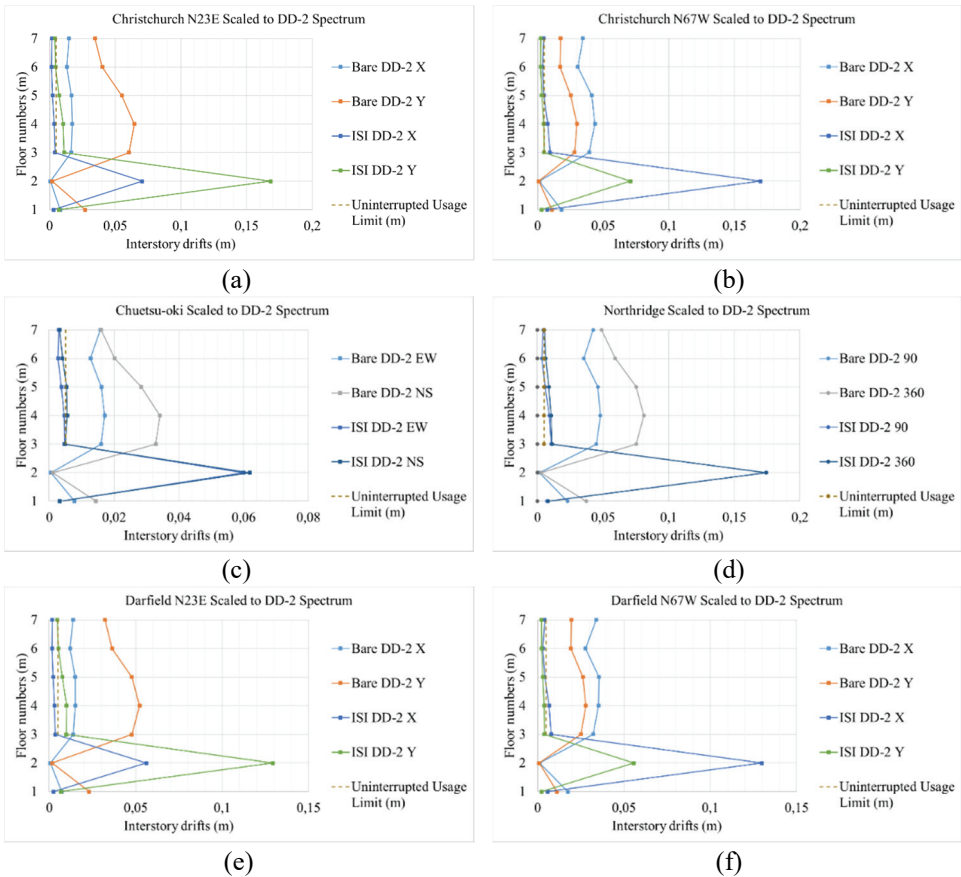 Christchurch N23E Scaled to DD-2 Spectrum
Floor numbers (m)
7
6
5
4
3
2
1
0
0,05
0,1
0,15
0,2
Interstory drifts (m)
Bare DD-2 X
Bare DD-2 Y
ISI DD-2 X
ISI DD-2 Y
Uninterrupted Usage
Limit (m)
(a)
Christchurch N67W Scaled to DD-2 Spectrum
Floor numbers (m)
7
6
5
4
3
2
1
0
0,05
0,1
0,15
0,2
Interstory drifts (m)
Bare DD-2 X
Bare DD-2 Y
ISI DD-2 X
ISI DD-2 Y
Uninterrupted Usage
Limit (m)
(b)
Chuetsu-oki Scaled to DD-2 Spectrum
Floor numbers (m)
7
6
5
4
3
2
1
0
0,02
0,04
0,06
0,08
Interstory drifts (m)
Bare DD-2 EW
Bare DD-2 NS
ISI DD-2 EW
ISI DD-2 NS
Uninterrupted Usage
Limit (m)
(c)
Northridge Scaled to DD-2 Spectrum
Floor numbers (m)
7
6
5
4
3
2
1
0
0,05
0,1
0,15
0,2
Interstory drifts (m)
Bare DD-2 90
Bare DD-2 360
ISI DD-2 90
ISI DD-2 360
Uninterrupted Usage
Limit (m)
(d)
Darfield N23E Scaled to DD-2 Spectrum
Floor numbers (m)
7
6
5
4
3
2
1
0
0,05
0,1
0,15
Interstory drifts (m)
Bare DD-2 X
Bare DD-2 Y
ISI DD-2 X
ISI DD-2 Y
Uninterrupted Usage
Limit (m)
(e)
Darfield N67W Scaled to DD-2 Spectrum
Floor numbers (m)
7
6
5
4
3
2
1
0
0,05
0,1
0,15
Interstory drifts (m)
Bare DD-2 X
Bare DD-2 Y
ISI DD-2 X
ISI DD-2 Y
Uninterrupted Usage
Limit (m)
(f)